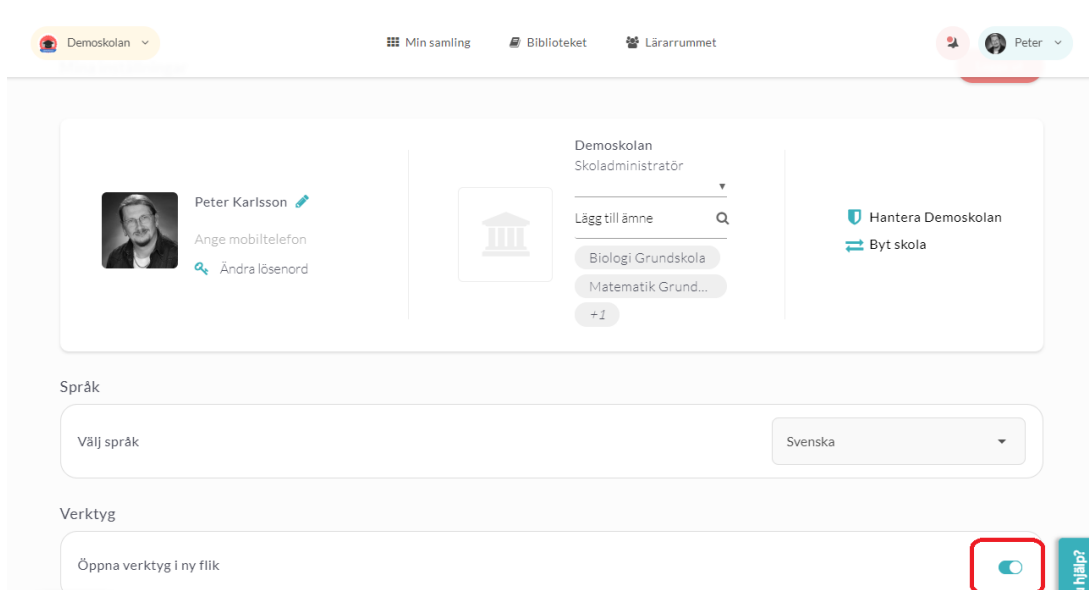 Demoskolan
Min samling
Biblioteket
Lärarrummet
Peter
Demoskolan
Skoladministratör
Peter Karlsson
Ange mobiltelefon
Ändra lösenord
Lägg till ämne
Biologi Grundskola
Matematik Grund...
+1
Hantera Demoskolan
Byt skola
Språk
Välj språk
Svenska
Verktyg
Öppna verktyg i ny flik
hjälp?